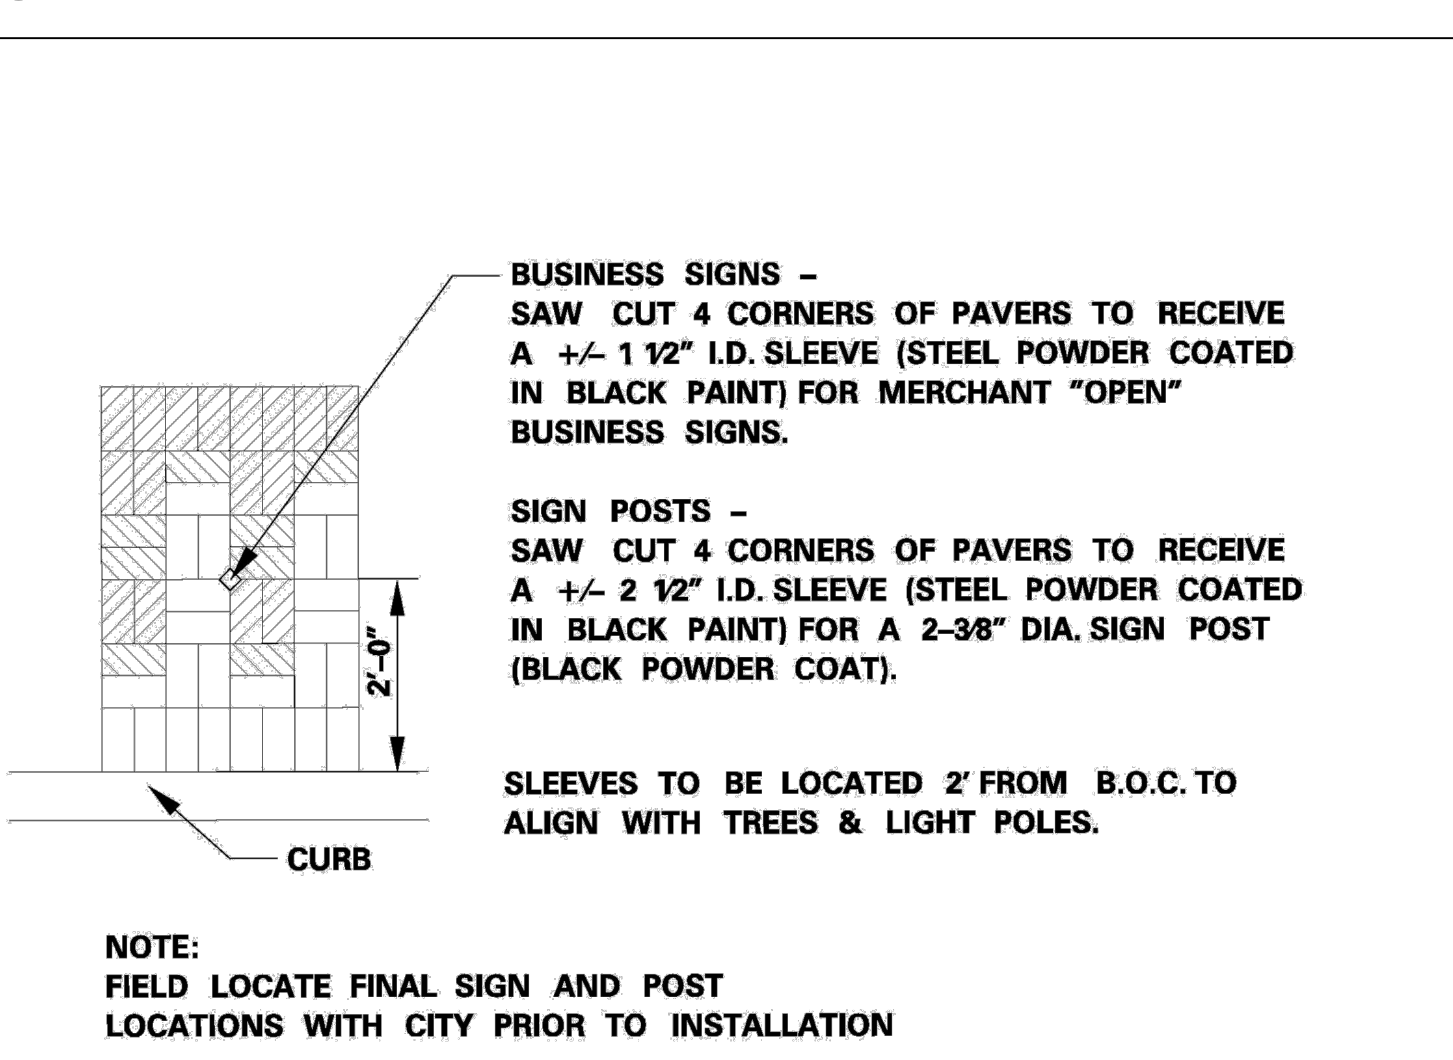 BUSINESS SIGNS –
SAW CUT 4 CORNERS OF PAVERS TO RECEIVE
A +/– 1 1/2" I.D. SLEEVE (STEEL POWDER COATED
IN BLACK PAINT) FOR MERCHANT "OPEN"
BUSINESS SIGNS.
SIGN POSTS –
SAW CUT 4 CORNERS OF PAVERS TO RECEIVE
A +/– 2 1/2" I.D. SLEEVE (STEEL POWDER COATED
IN BLACK PAINT) FOR A 2–3/8" DIA. SIGN POST
(BLACK POWDER COAT).
2'–0"
SLEEVES TO BE LOCATED 2' FROM B.O.C. TO
ALIGN WITH TREES & LIGHT POLES.
CURB
NOTE:
FIELD LOCATE FINAL SIGN AND POST
LOCATIONS WITH CITY PRIOR TO INSTALLATION